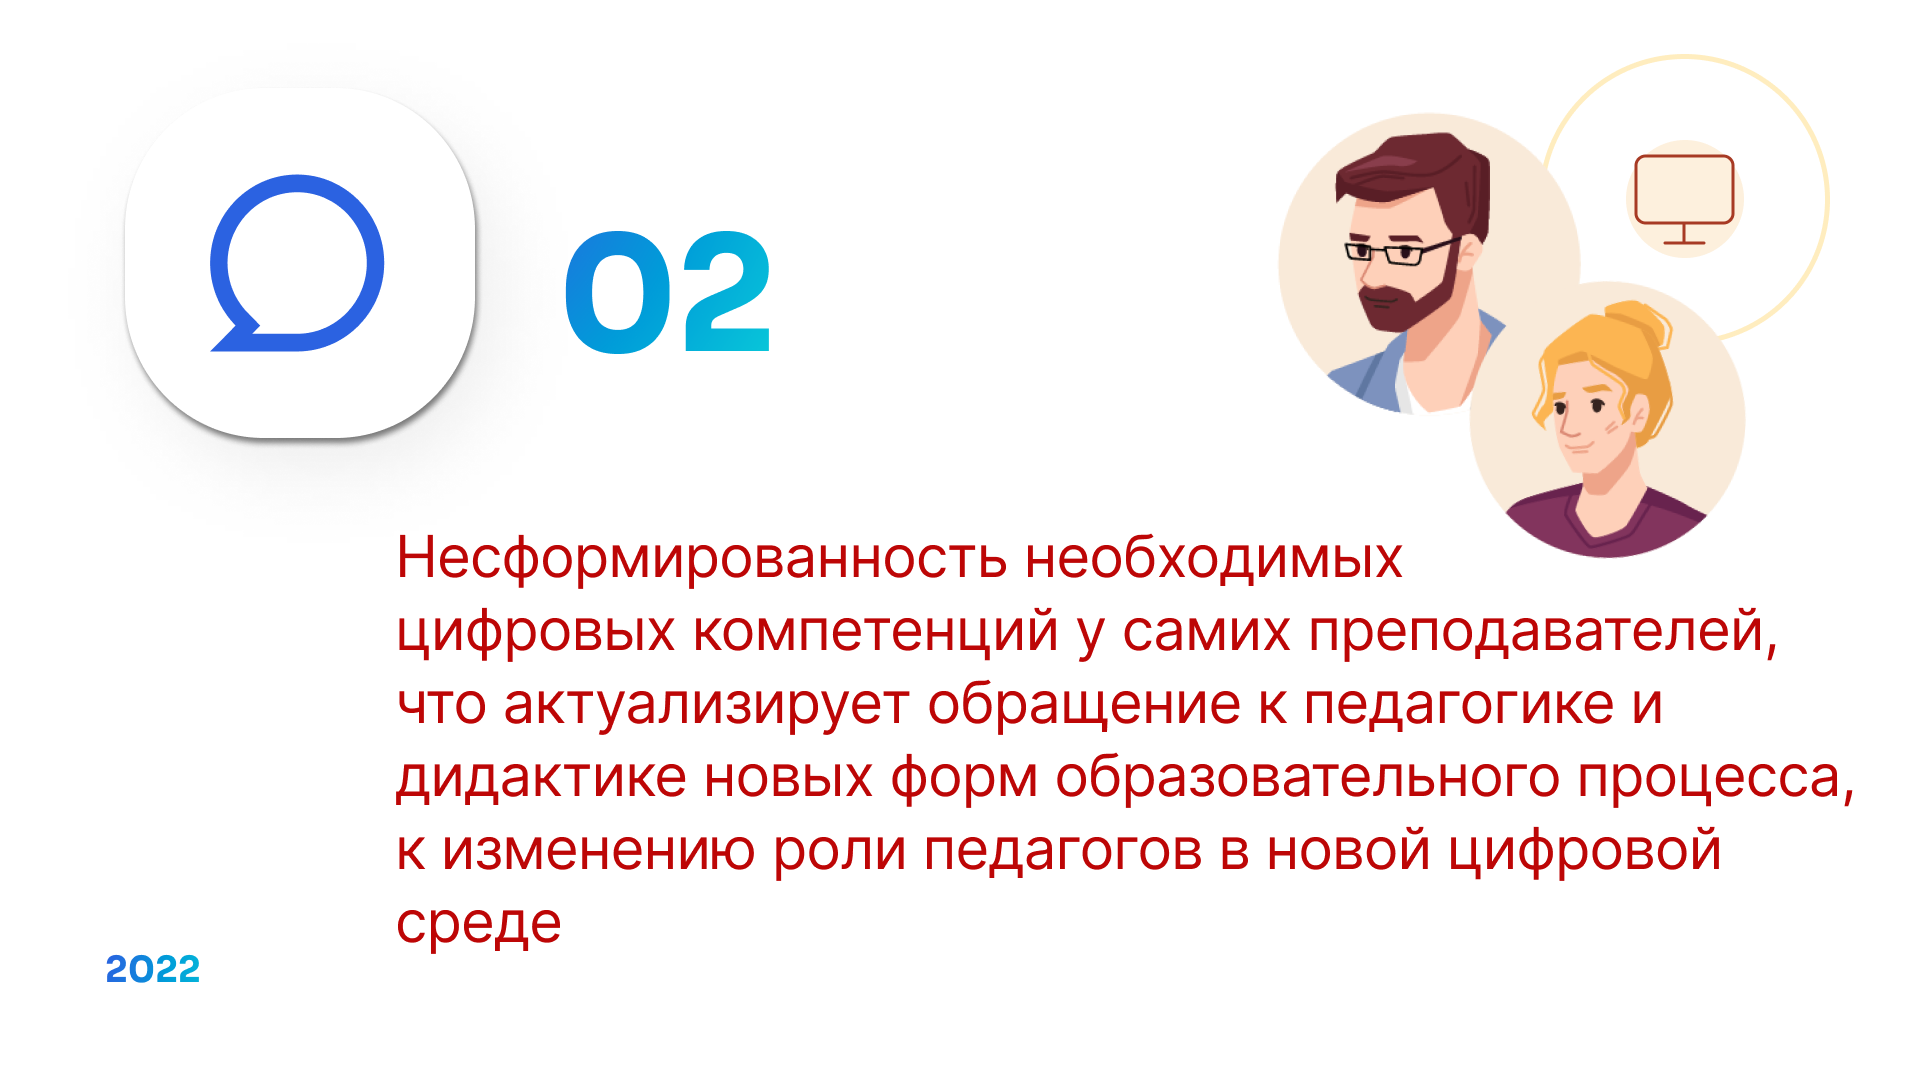 02
Несформированность необходимых
цифровых компетенций у самих преподавателей,
что актуализирует обращение к педагогике и
дидактике новых форм образовательного процесса,
к изменению роли педагогов в новой цифровой
среде
2022